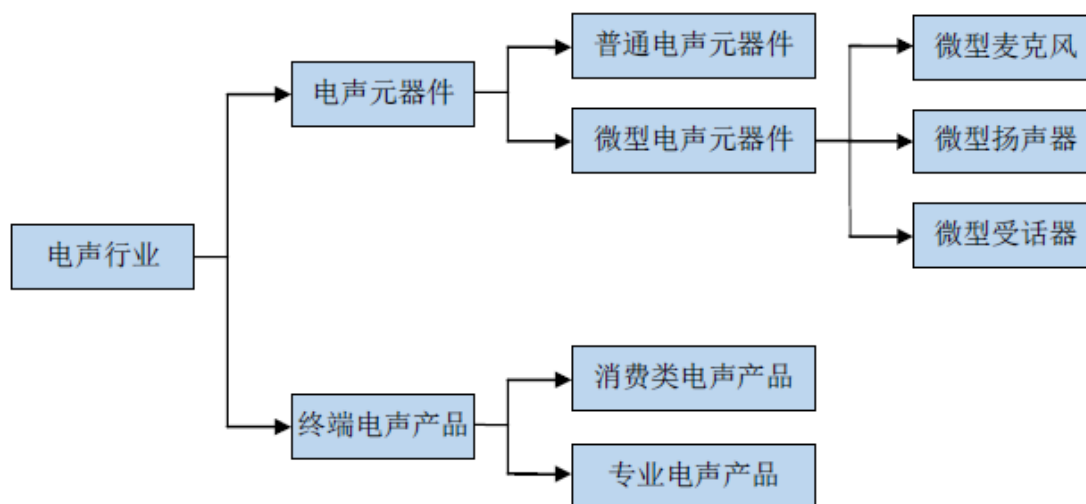 电声行业
电声元器件
普通电声元器件
微型电声元器件
微型麦克风
微型扬声器
微型受话器
终端电声产品
消费类电声产品
专业电声产品